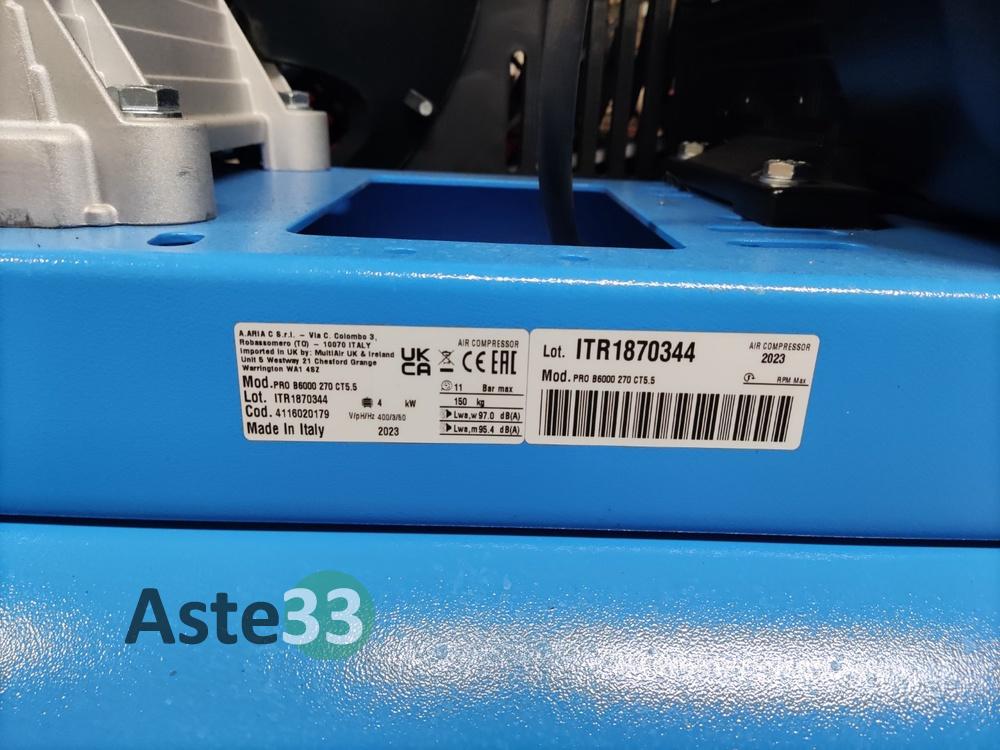 A.ARIA C S.r.l. – Via C. Colombo 3,
Robassomero (TO) – 10070 ITALY
Imported in UK by: MultiAir UK & Ireland
Unit 5 Westway 21 Chesford Grange
Warrington WA1 4SZ
Mod. PRO B6000 270 CT5.5
Lot. ITR1870344
4 kW
Cod. 4116020179
V/pH/Hz 400/3/50
Made In Italy
2023
AIR COMPRESSOR
UK
CA
CE EAC
11 Bar max
150 kg
Lwa,w 97.0 dB(A)
Lwa,m 95.4 dB(A)
Lot. ITR1870344
AIR COMPRESSOR
2023
Mod. PRO B6000 270 CT5.5
RPM Max
Aste33